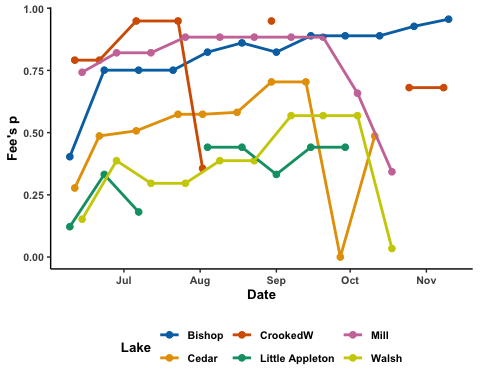 1.00
0.75
0.50
0.25
0.00
Fee's p
Jul Aug Sep Oct Nov
Date
Lake
Bishop CrookedW Mill
Cedar Little Appleton Walsh